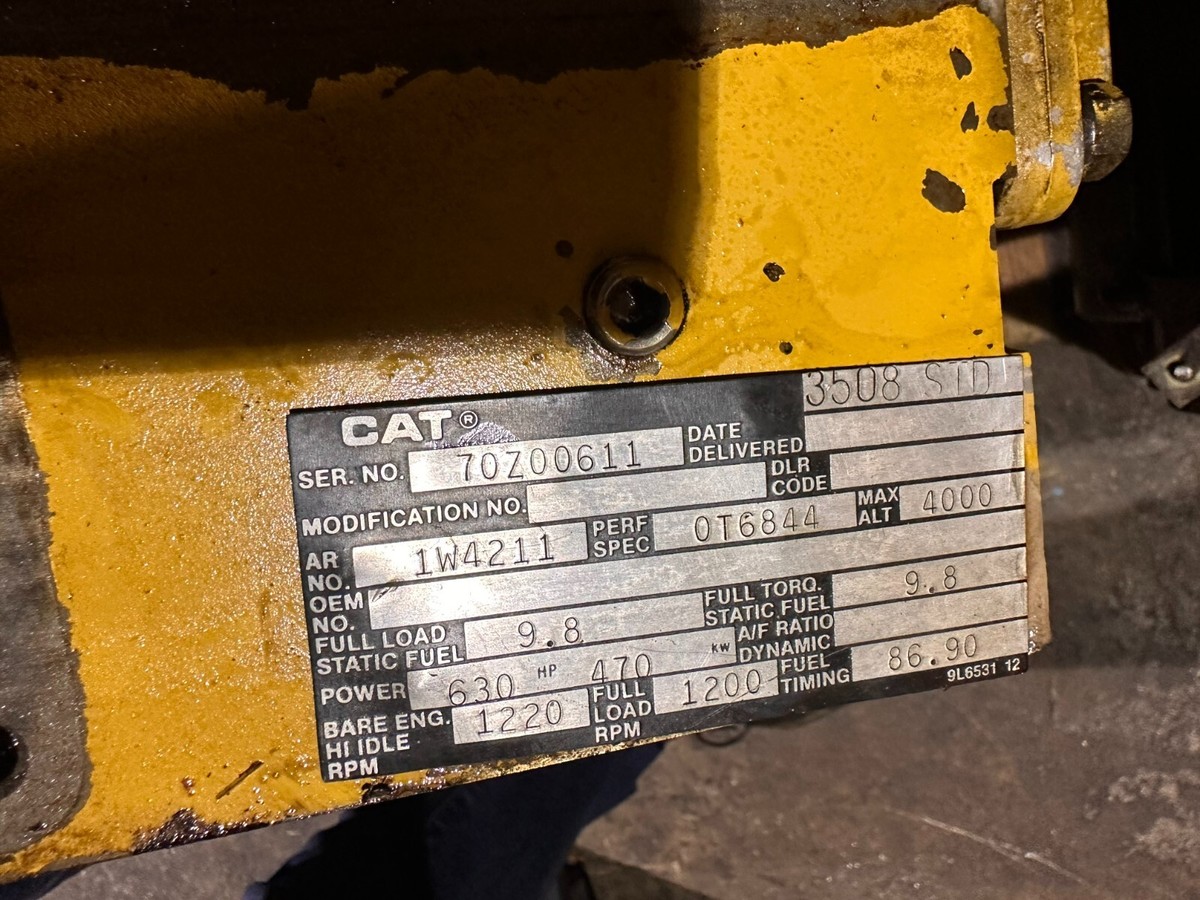 CAT® 3508 STD
SER. NO. 70Z00611 DATE DELIVERED
MODIFICATION NO. DLR CODE
AR NO. 1W4211 PERF SPEC 0T6844 MAX ALT 4000
OEM NO.
FULL LOAD STATIC FUEL 9.8 FULL TORQ. STATIC FUEL 9.8
POWER 630 HP 470 KW A/F RATIO DYNAMIC
BARE ENG. HI IDLE RPM 1220 FULL LOAD RPM 1200 FUEL TIMING 86.90
9L6531 12